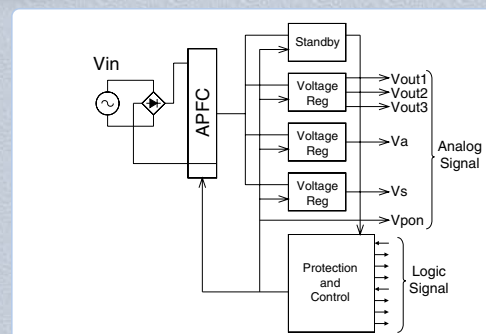 Standby
Vin
APFC
Voltage
Reg
Vout1
Vout2
Vout3
Voltage
Reg
Va
Analog
Signal
Voltage
Reg
Vs
Vpon
Protection
and
Control
Logic
Signal